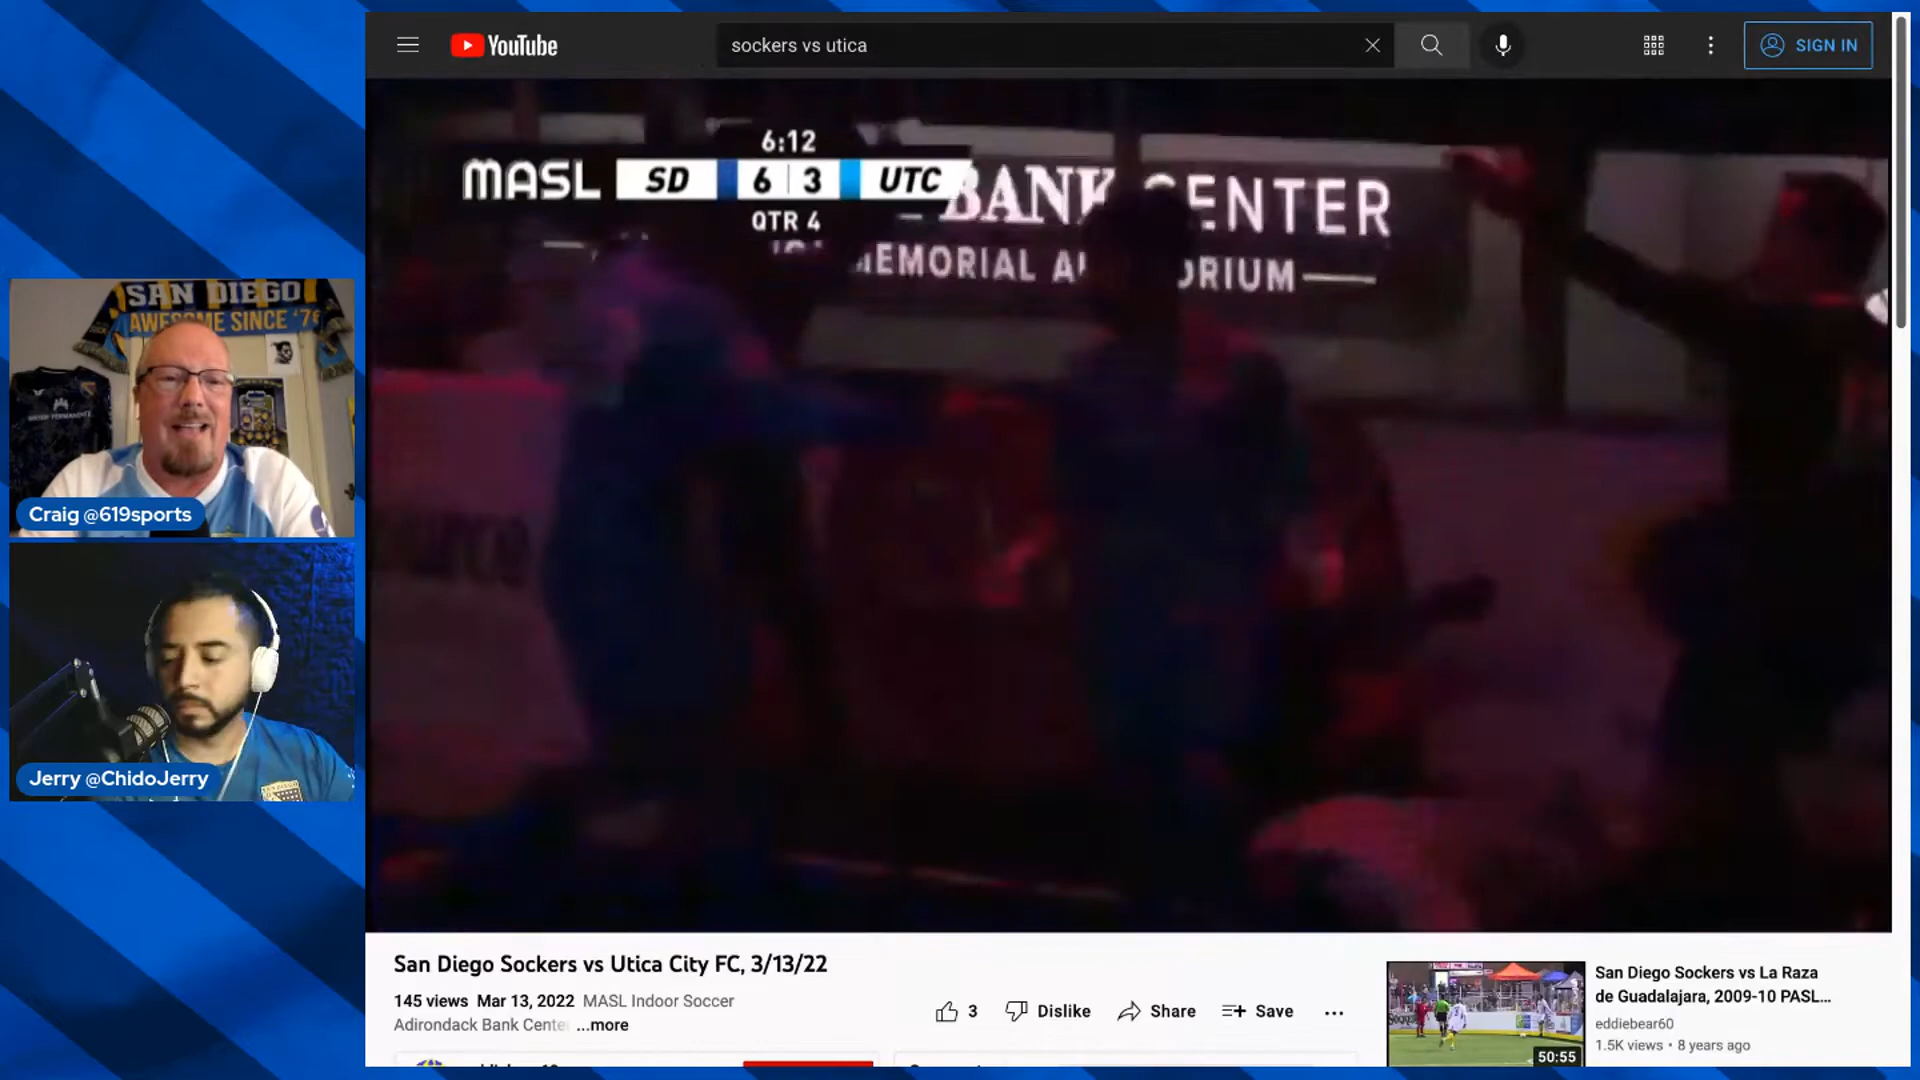 YouTube
sockers vs utica
SIGN IN
6:12
MASL SD 6 3 UTC
QTR 4
BANK CENTER
MEMORIAL
SAN DIEGO
AWESOME SINCE '78
Craig @619sports
Jerry @ChidoJerry
San Diego Sockers vs Utica City FC, 3/13/22
145 views Mar 13, 2022 MASL Indoor Soccer
Adirondack Bank Cente ...more
3 Dislike Share Save
San Diego Sockers vs La Raza
de Guadalajara, 2009-10 PASL...
eddiebear60
1.5K views • 8 years ago
50:55